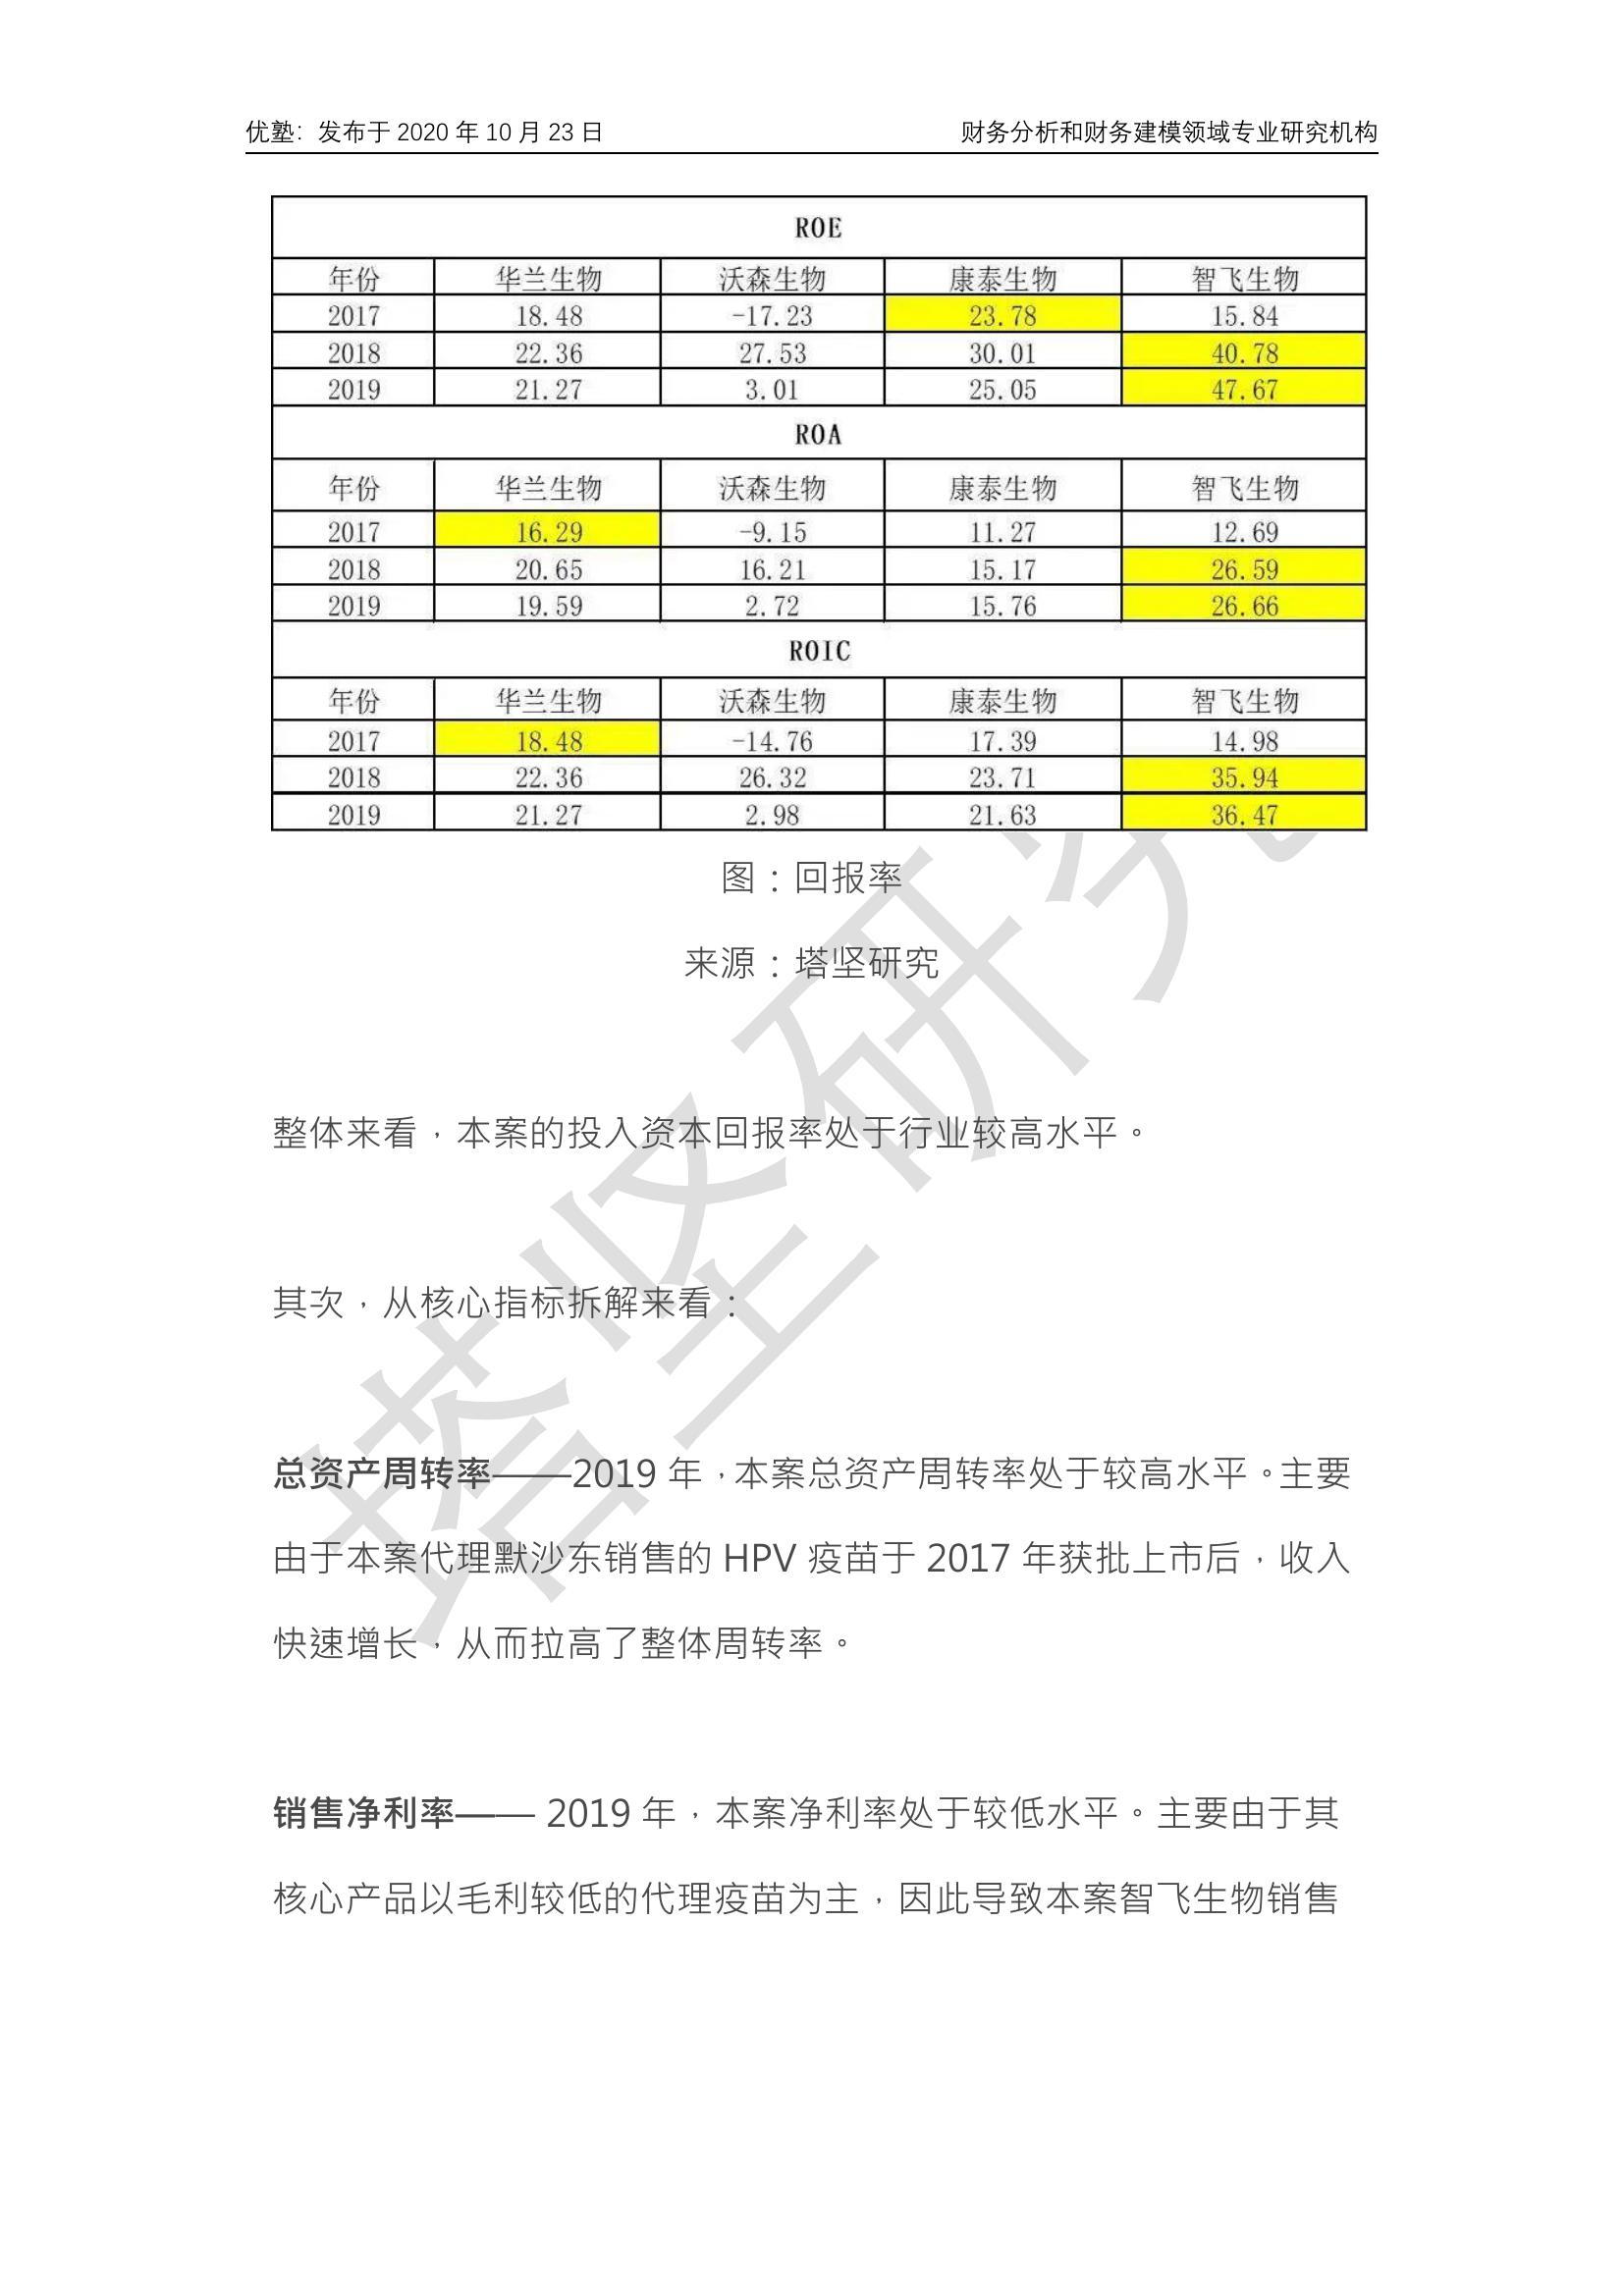 优塾：发布于 2020 年 10 月 23 日 财务分析和财务建模领域专业研究机构
ROE
年份 华兰生物 沃森生物 康泰生物 智飞生物
2017 18.48 -17.23 23.78 15.84
2018 22.36 27.53 30.01 40.78
2019 21.27 3.01 25.05 47.67
ROA
年份 华兰生物 沃森生物 康泰生物 智飞生物
2017 16.29 -9.15 11.27 12.69
2018 20.65 16.21 15.17 26.59
2019 19.59 2.72 15.76 26.66
ROIC
年份 华兰生物 沃森生物 康泰生物 智飞生物
2017 18.48 -14.76 17.39 14.98
2018 22.36 26.32 23.71 35.94
2019 21.27 2.98 21.63 36.47
图：回报率
来源：塔坚研究
整体来看，本案的投入资本回报率处于行业较高水平。
其次，从核心指标拆解来看：
总资产周转率——2019 年，本案总资产周转率处于较高水平。主要
由于本案代理默沙东销售的 HPV 疫苗于 2017 年获批上市后，收入
快速增长，从而拉高了整体周转率。
销售净利率—— 2019 年，本案净利率处于较低水平。主要由于其
核心产品以毛利较低的代理疫苗为主，因此导致本案智飞生物销售
塔坚研究